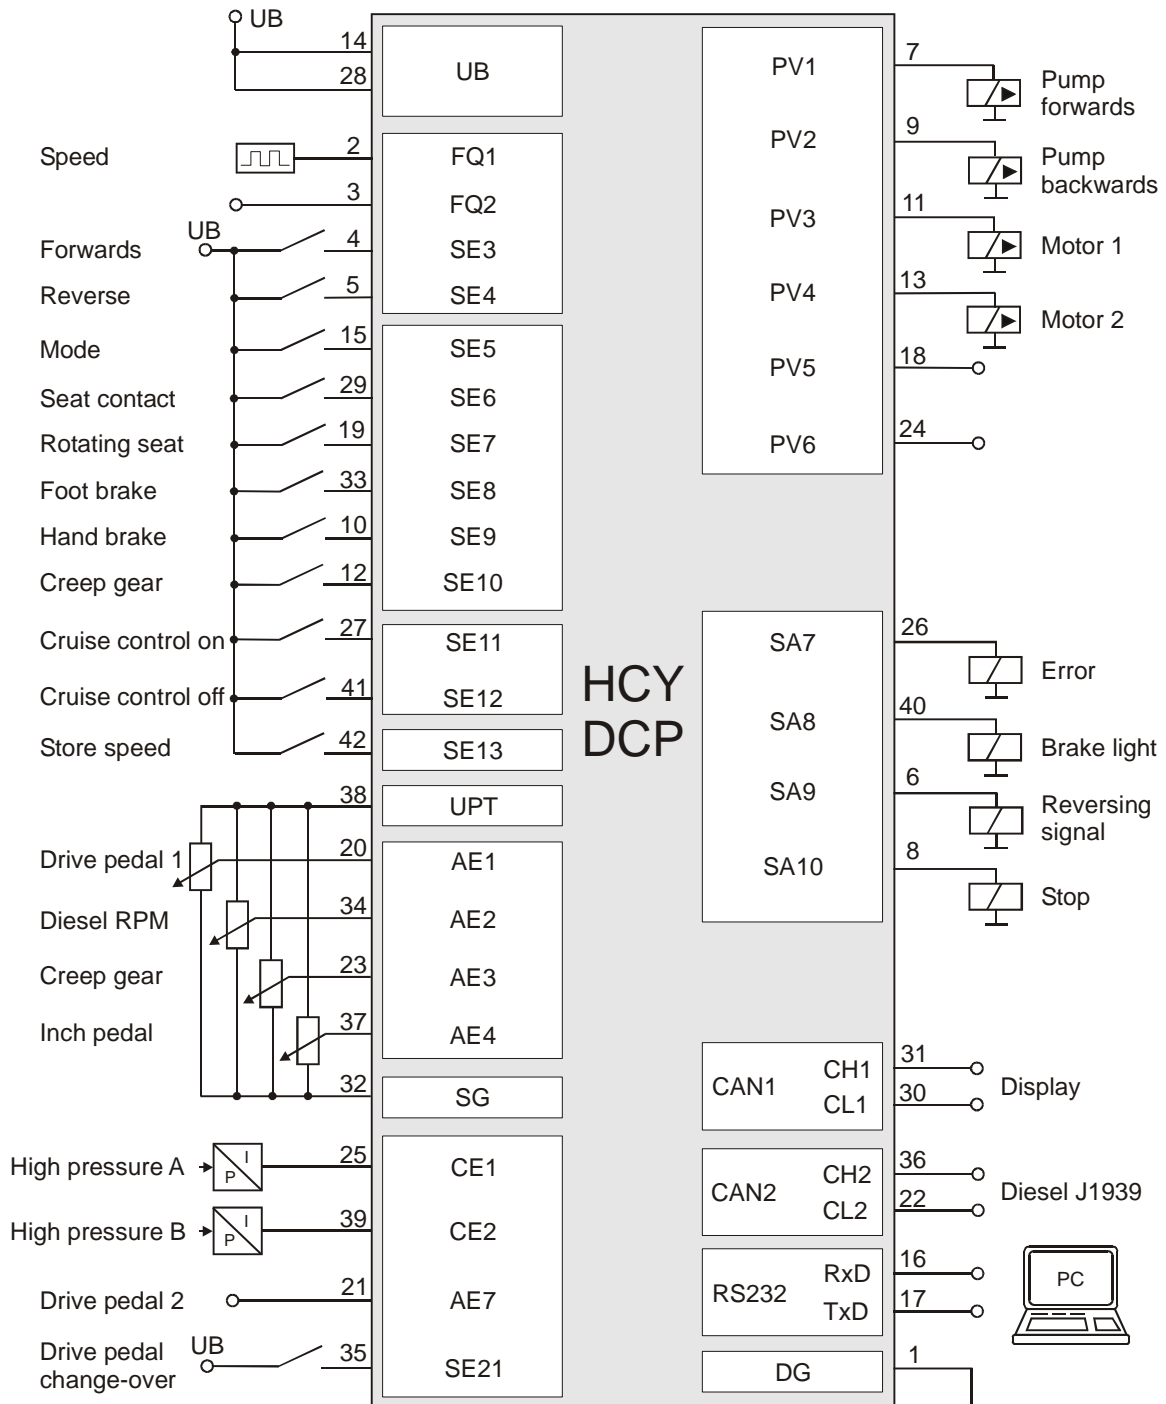 UB
14
28
UB
Speed
2
FQ1
3
FQ2
UB
Forwards
4
SE3
Reverse
5
SE4
Mode
15
SE5
Seat contact
29
SE6
Rotating seat
19
SE7
Foot brake
33
SE8
Hand brake
10
SE9
Creep gear
12
SE10
Cruise control on
27
SE11
Cruise control off
41
SE12
Store speed
42
SE13
38
UPT
Drive pedal 1
20
AE1
Diesel RPM
34
AE2
Creep gear
23
AE3
Inch pedal
37
AE4
32
SG
High pressure A
I
P
25
CE1
High pressure B
I
P
39
CE2
Drive pedal 2
21
AE7
Drive pedal
change-over
UB
35
SE21
HCY
DCP
PV1
7
Pump
forwards
PV2
9
Pump
backwards
PV3
11
Motor 1
PV4
13
Motor 2
PV5
18
PV6
24
SA7
26
Error
SA8
40
Brake light
SA9
6
Reversing
signal
SA10
8
Stop
CAN1
CH1
31
CL1
30
Display
CAN2
CH2
36
CL2
22
Diesel J1939
RS232
RxD
16
TxD
17
PC
DG
1